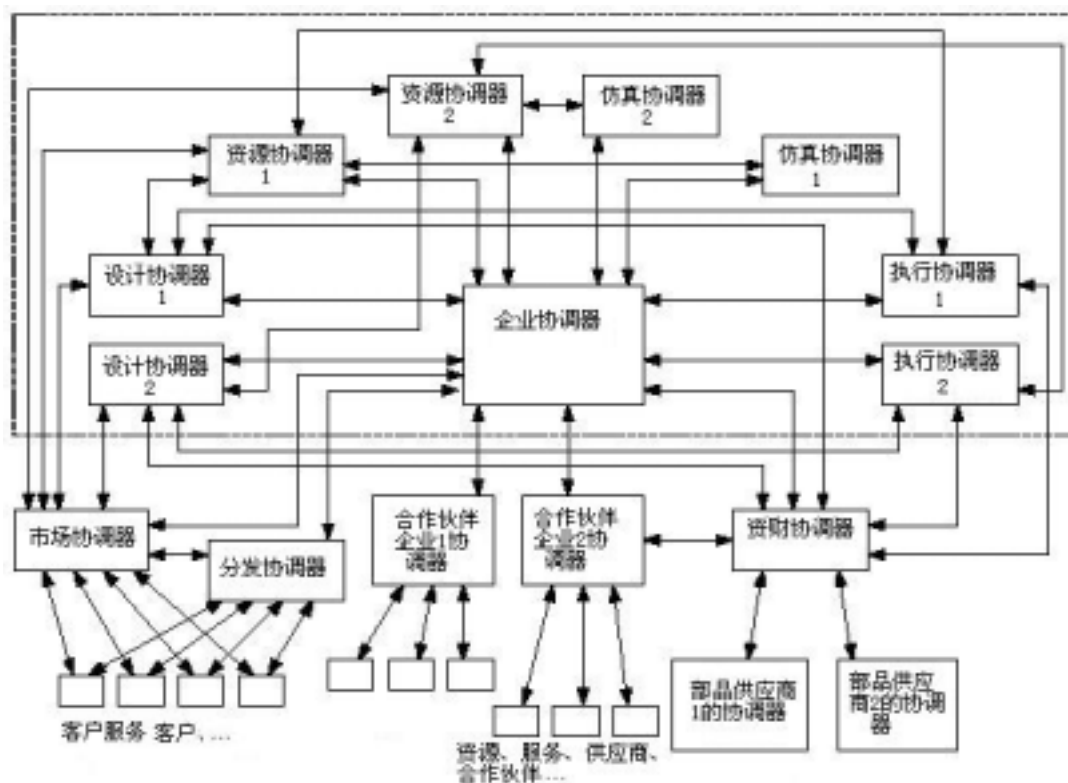 资源协调器
2
仿真协调器
2
资源协调器
1
仿真协调器
1
设计协调器
1
企业协调器
执行协调器
1
设计协调器
2
执行协调器
2
市场协调器
分发协调器
合作伙伴
企业1协
调器
合作伙伴
企业2协
调器
资财协调器
客户服务 客户、...
资源、服务、供应商、
合作伙伴...
部品供应商
1的协调器
部品供应
商2的协调
器